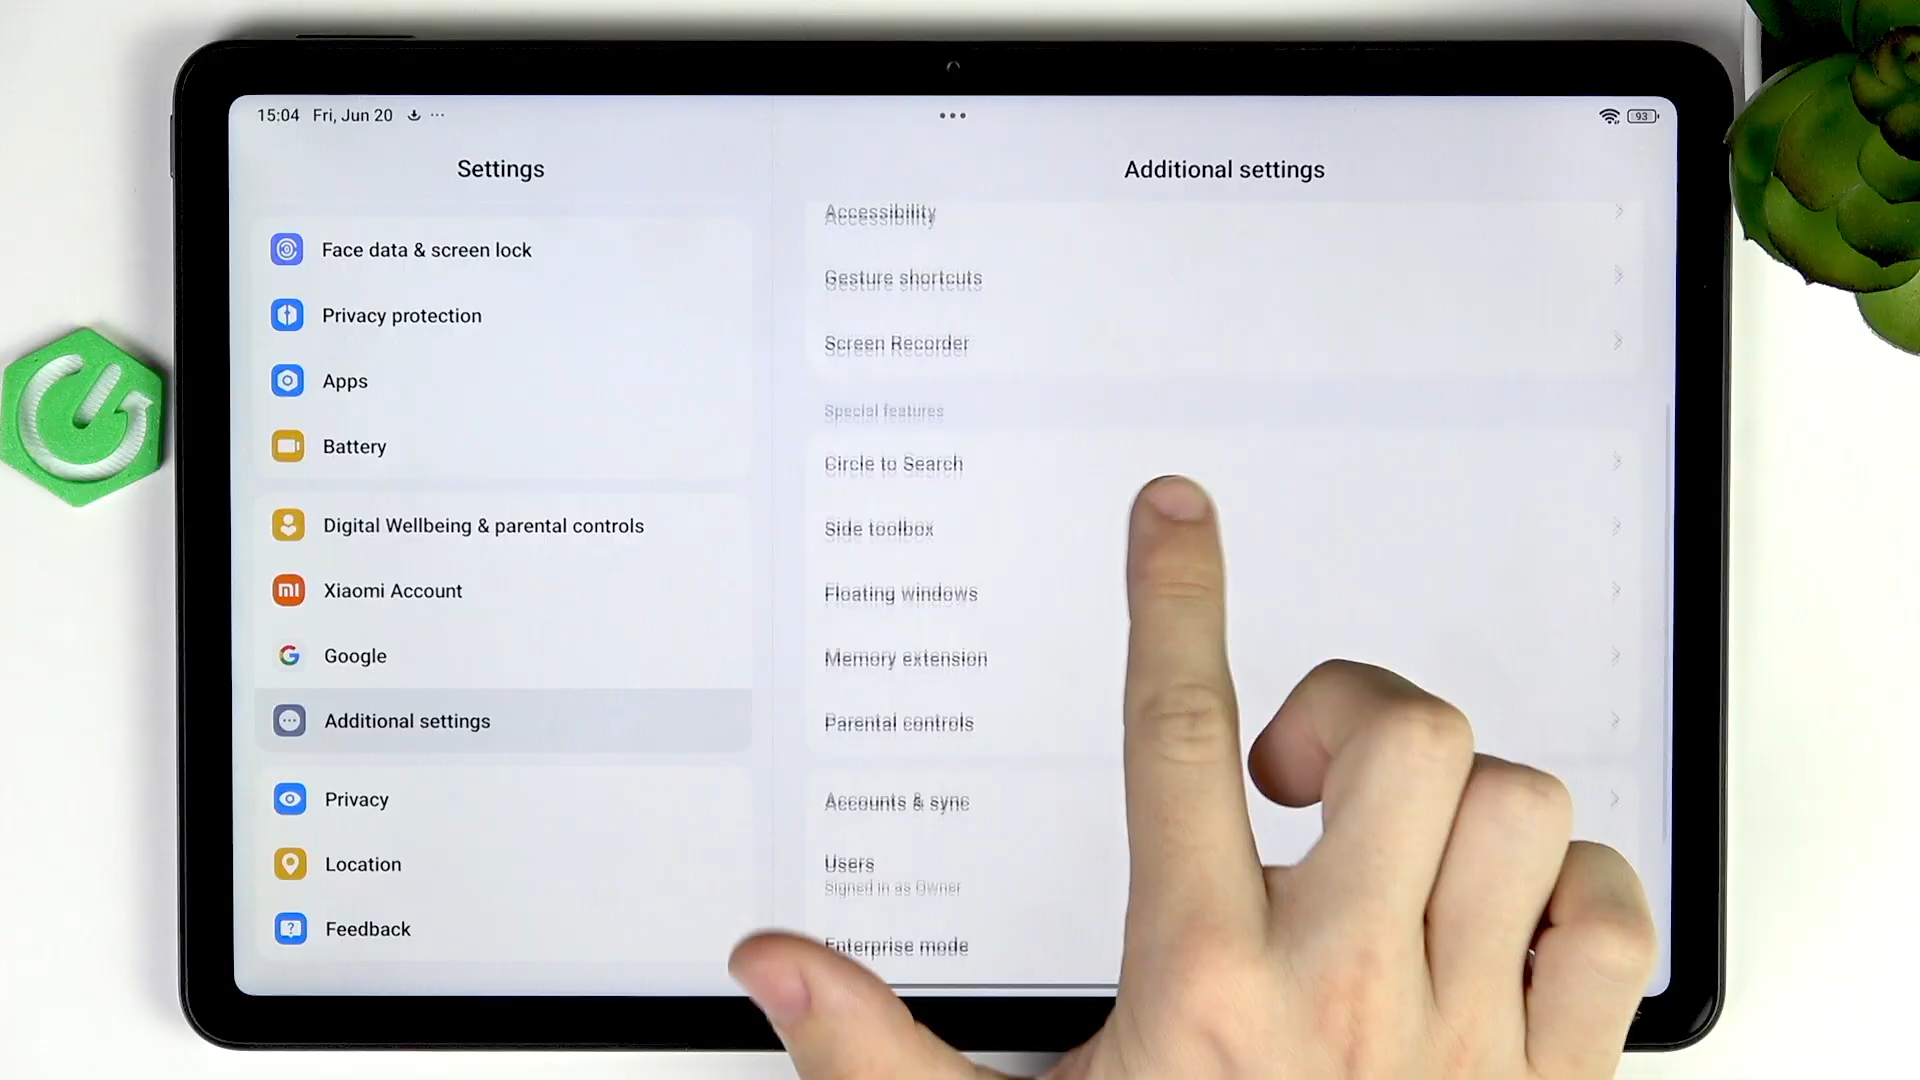 15:04 Fri, Jun 20
93
Settings
Face data & screen lock
Privacy protection
Apps
Battery
Digital Wellbeing & parental controls
mi
Xiaomi Account
G
Google
Additional settings
Privacy
Location
?
Feedback
Additional settings
Accessibility
Gesture shortcuts
Screen Recorder
Special features
Circle to Search
Side toolbox
Floating windows
Memory extension
Parental controls
Accounts & sync
Users
Signed in as Owner
Enterprise mode